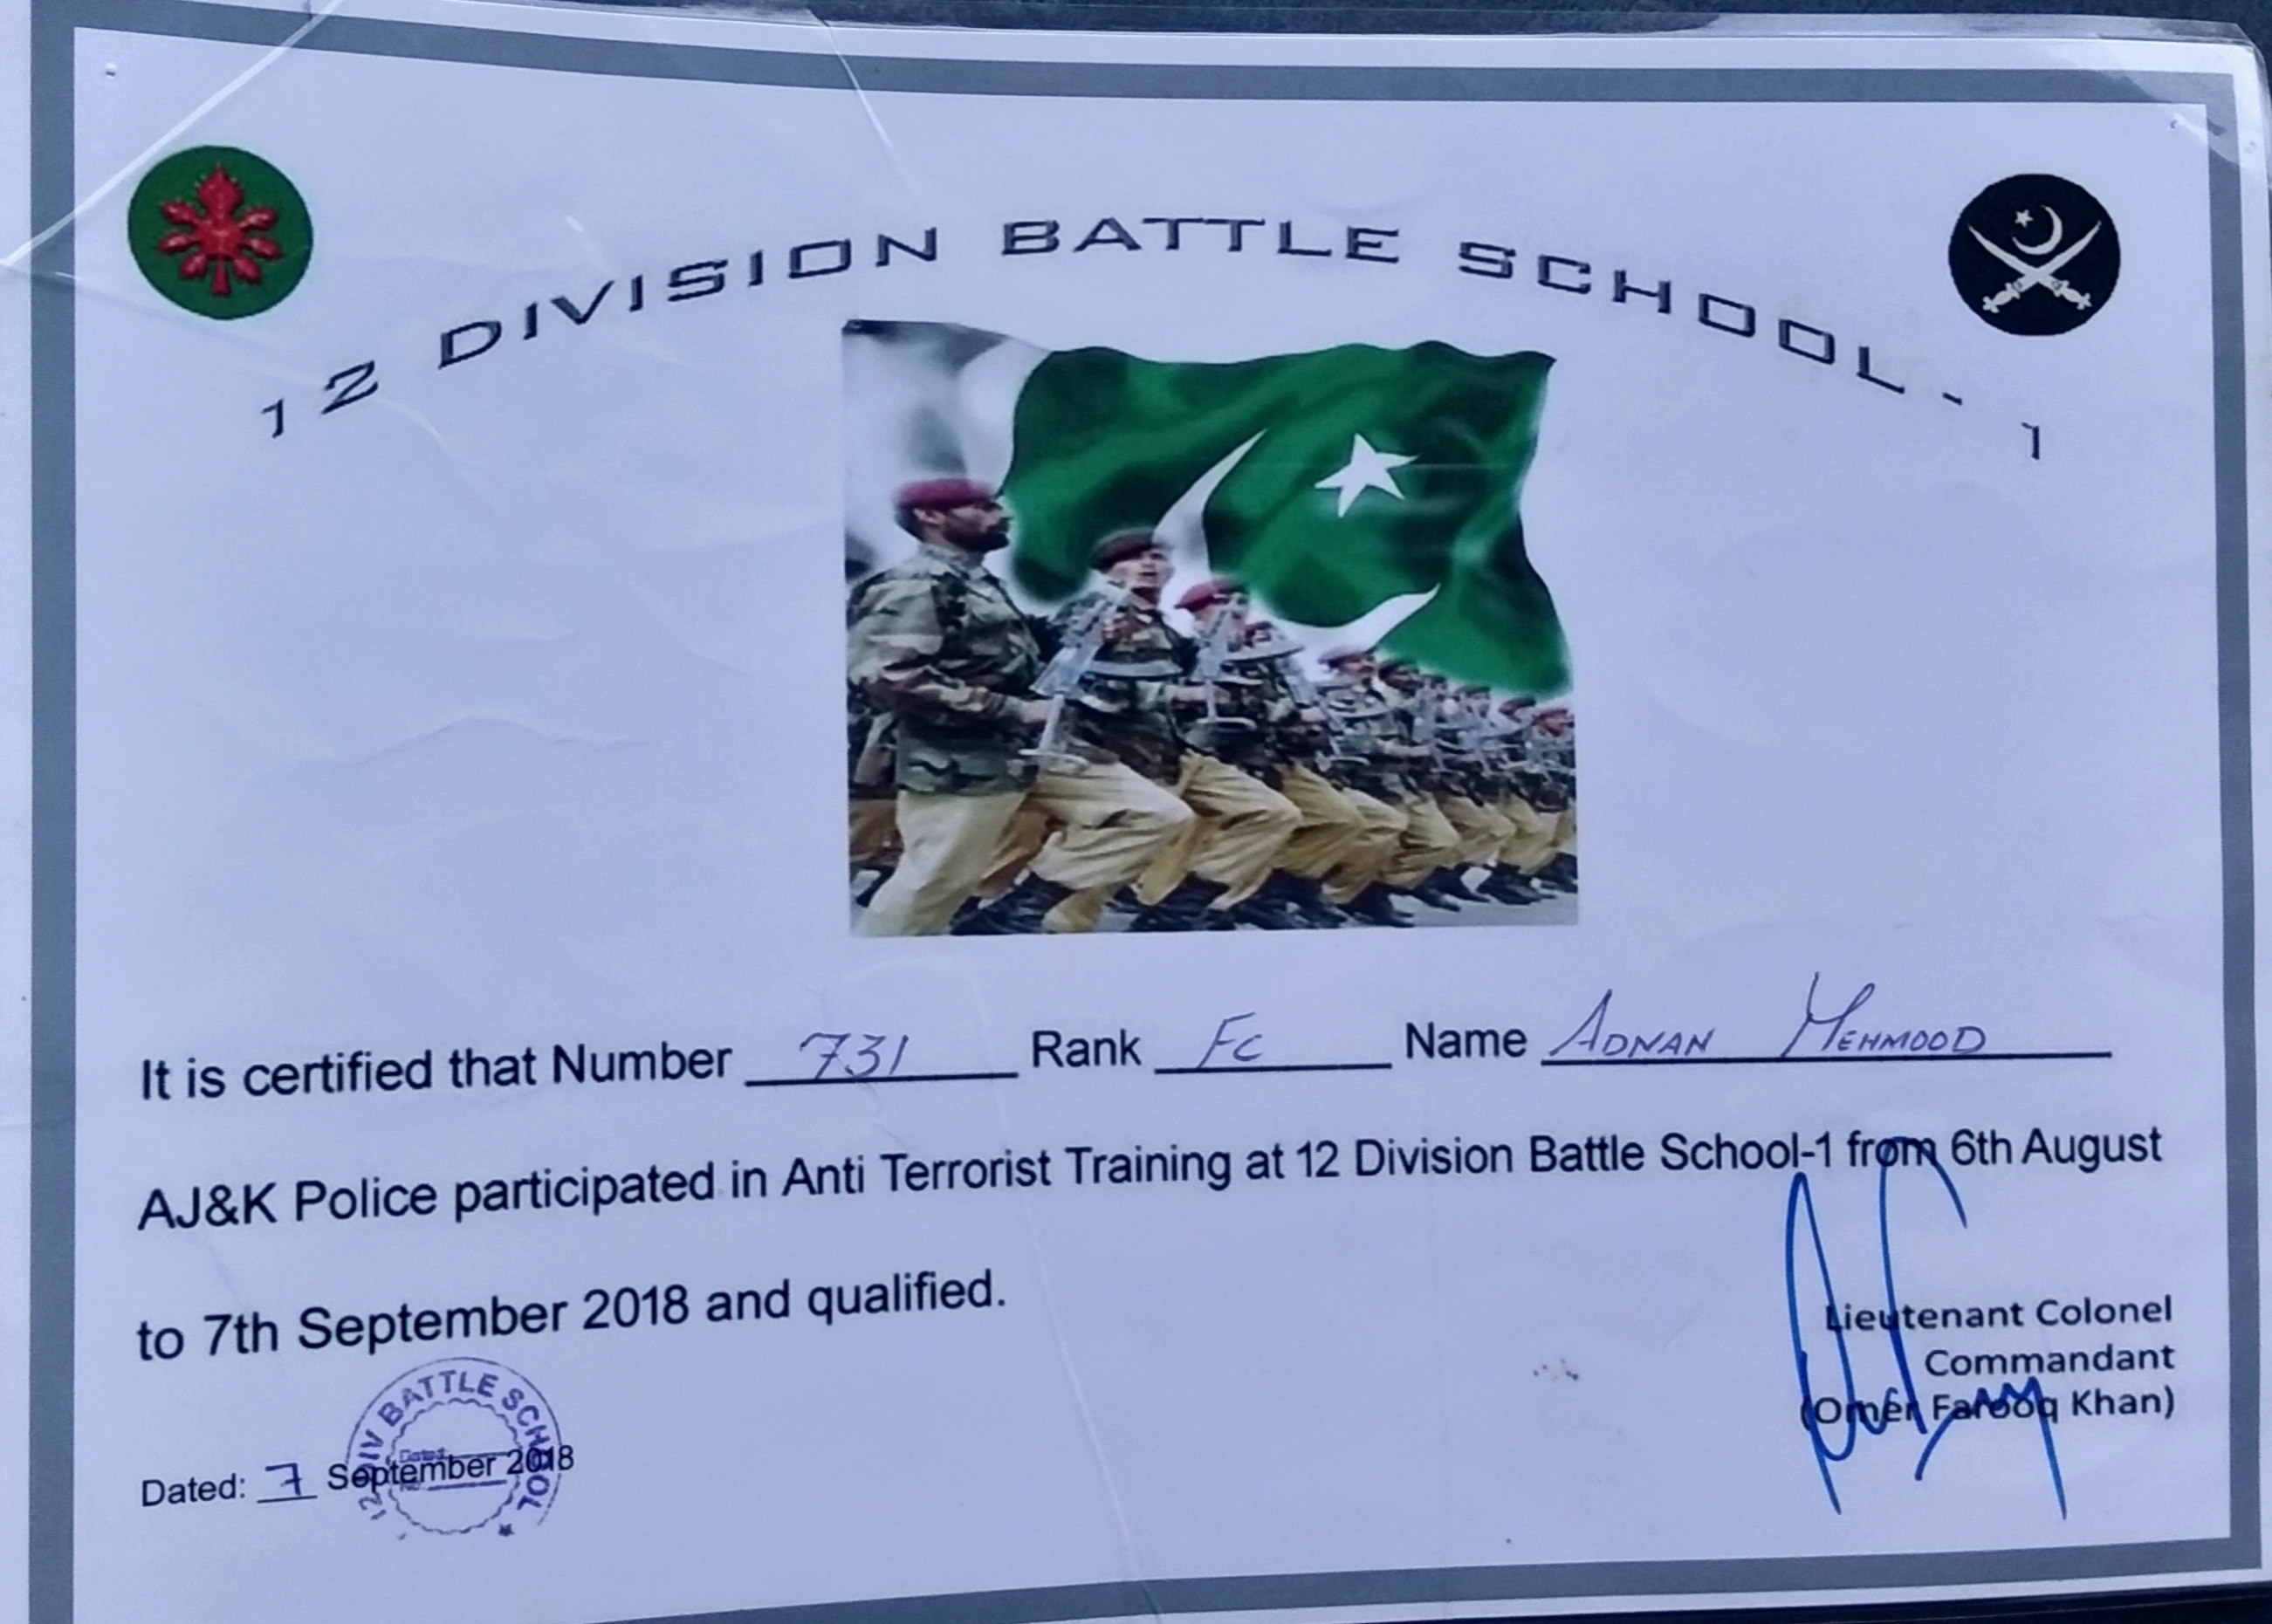 12 DIVISION BATTLE SCHOOL - 1
It is certified that Number 731 Rank FC Name ADNAN MEHMOOD
AJ&K Police participated in Anti Terrorist Training at 12 Division Battle School-1 from 6th August
to 7th September 2018 and qualified.
Lieutenant Colonel
Commandant
(Omer Farooq Khan)
Dated: 7 September 2018
12 DIV BATTLE SCHOOL